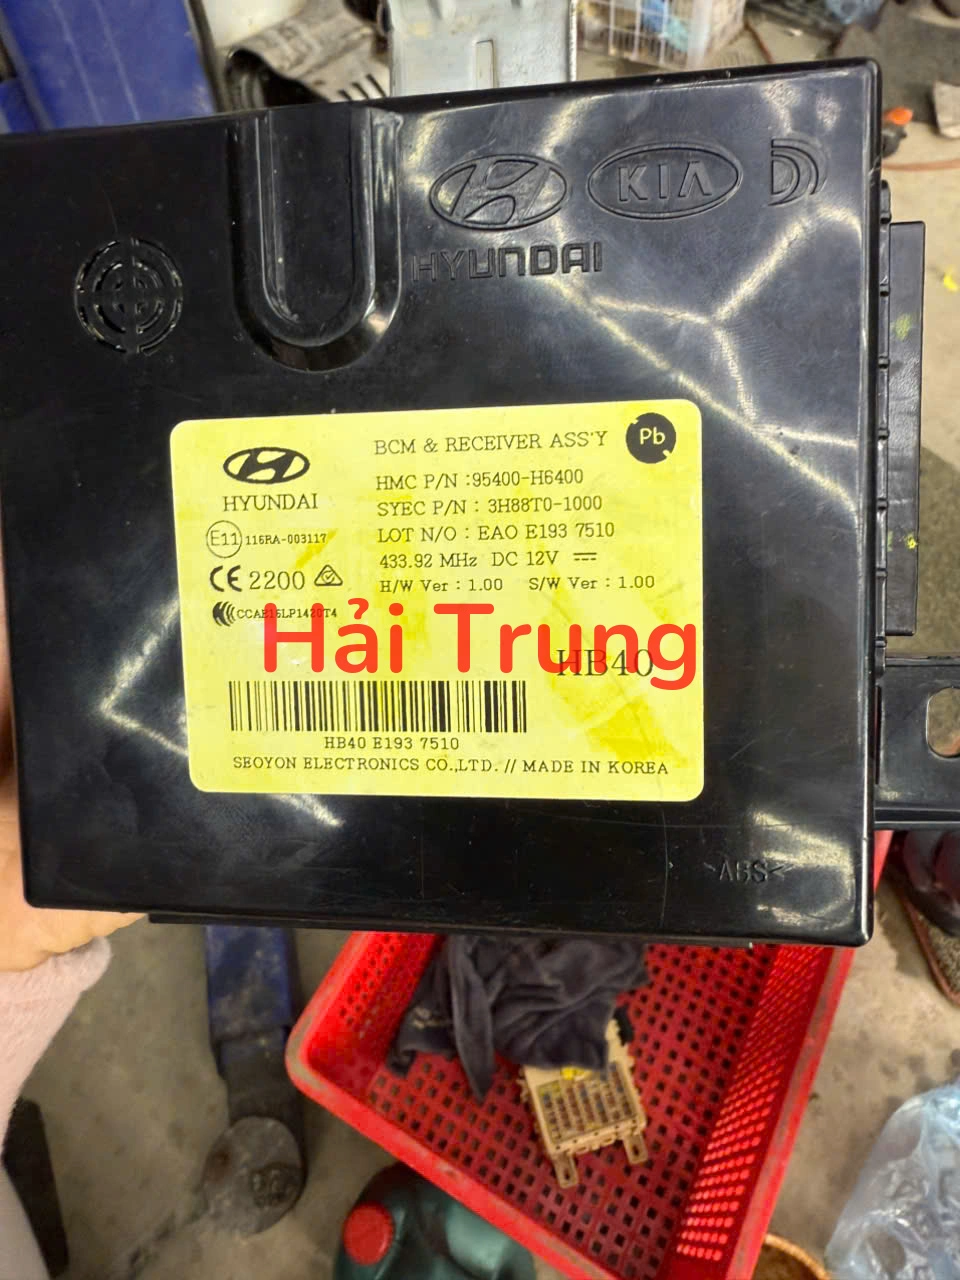 KIA
HYUNDAI
BCM & RECEIVER ASS'Y
Pb
HYUNDAI
HMC P/N :95400-H6400
SYEC P/N : 3H88T0-1000
LOT N/O : EAO E193 7510
E11 116RA-003117
433.92 MHz DC 12V
CE 2200
H/W Ver : 1.00 S/W Ver : 1.00
CCAE16LP1420T4
Hải Trung
HB40
HB40 E193 7510
SEOYON ELECTRONICS CO.,LTD. // MADE IN KOREA
>ABS<